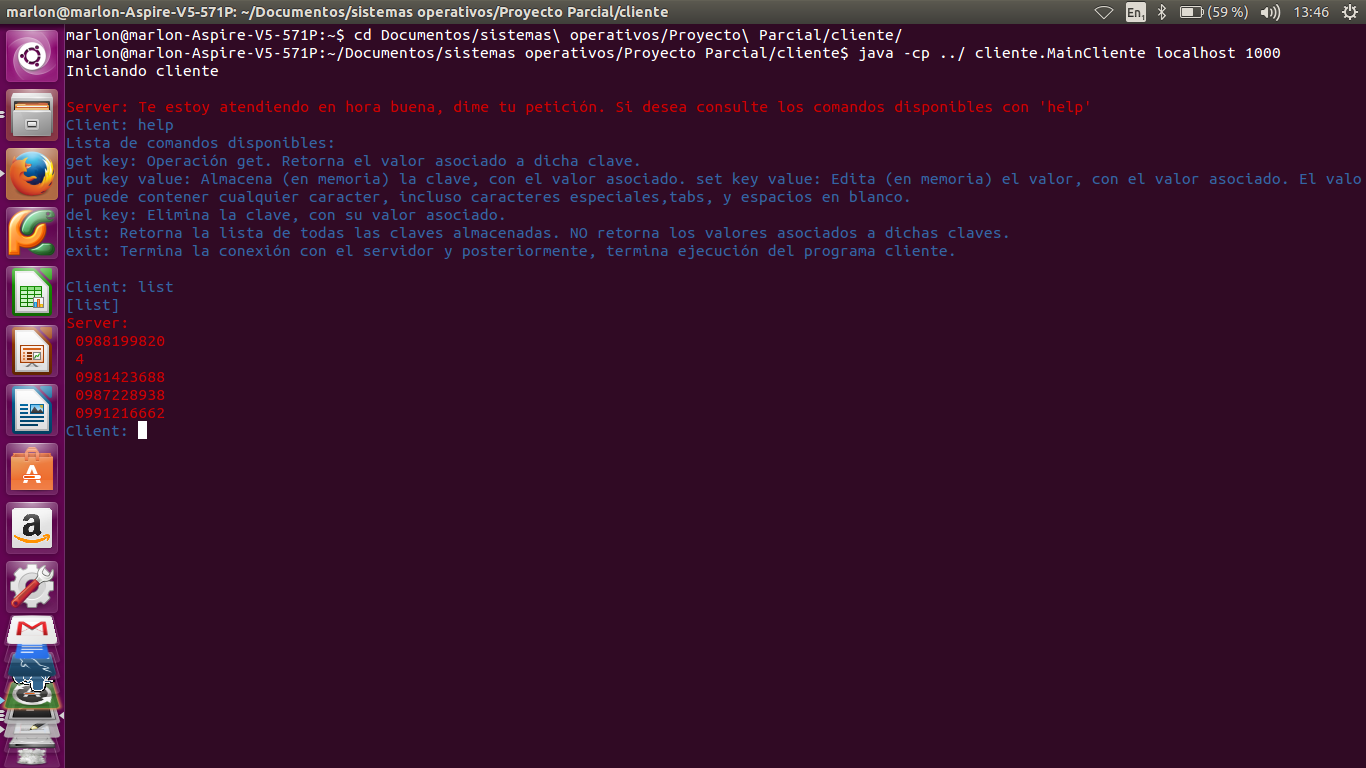 marlon@marlon-Aspire-V5-571P: ~/Documentos/sistemas operativos/Proyecto Parcial/cliente
En1
(59 %)
13:46
marlon@marlon-Aspire-V5-571P:~$ cd Documentos/sistemas\ operativos/Proyecto\ Parcial/cliente/
marlon@marlon-Aspire-V5-571P:~/Documentos/sistemas operativos/Proyecto Parcial/cliente$ java -cp ../ cliente.MainCliente localhost 1000
Iniciando cliente
Server: Te estoy atendiendo en hora buena, dime tu petición. Si desea consulte los comandos disponibles con 'help'
Client: help
Lista de comandos disponibles:
get key: Operación get. Retorna el valor asociado a dicha clave.
put key value: Almacena (en memoria) la clave, con el valor asociado. set key value: Edita (en memoria) el valor, con el valor asociado. El valo
r puede contener cualquier caracter, incluso caracteres especiales,tabs, y espacios en blanco.
del key: Elimina la clave, con su valor asociado.
list: Retorna la lista de todas las claves almacenadas. NO retorna los valores asociados a dichas claves.
exit: Termina la conexión con el servidor y posteriormente, termina ejecución del programa cliente.
Client: list
[list]
Server:
0988199820
4
0981423688
0987228938
0991216662
Client: